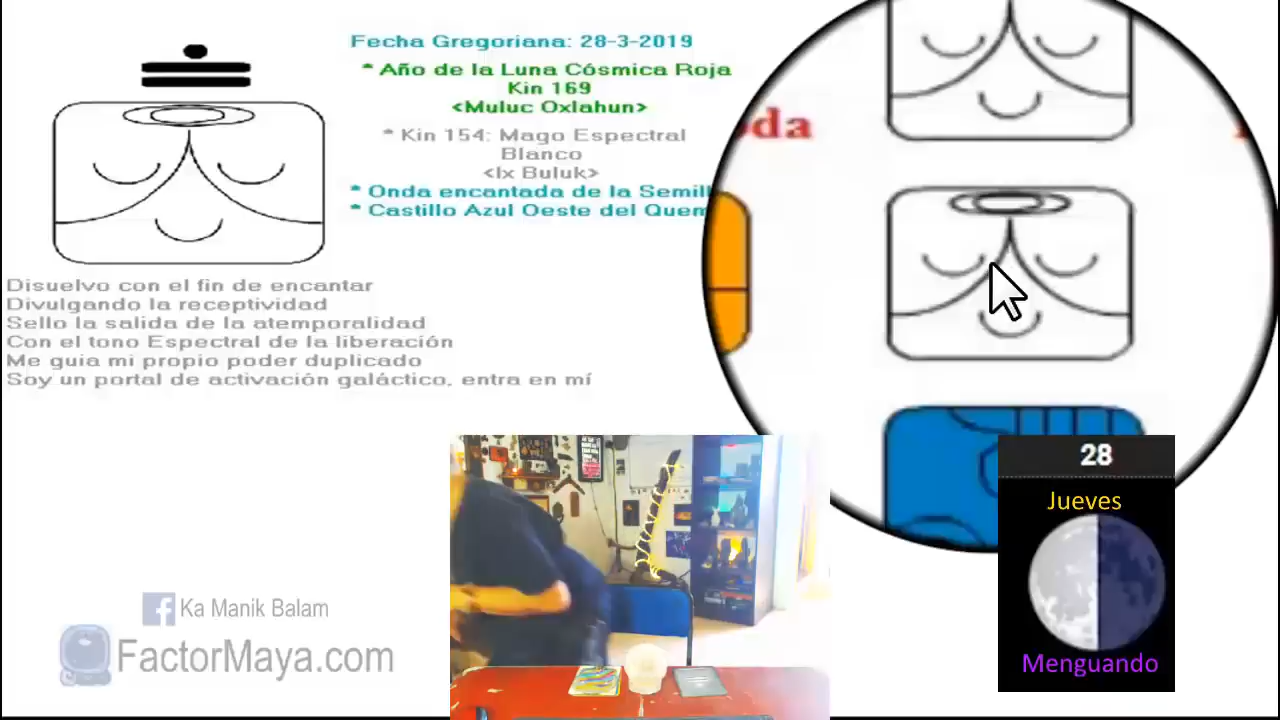 Fecha Gregoriana: 28-3-2019
* Año de la Luna Cósmica Roja
Kin 169
<Muluc Oxlahun>
* Kin 154: Mago Espectral
Blanco
<Ix Buluk>
* Onda encantada de la Semill
* Castillo Azul Oeste del Quem
Disuelvo con el fin de encantar
Divulgando la receptividad
Sello la salida de la atemporalidad
Con el tono Espectral de la liberación
Me guia mi propio poder duplicado
Soy un portal de activación galáctico, entra en mí
oda
28
Jueves
Menguando
Ka Manik Balam
FactorMaya.com